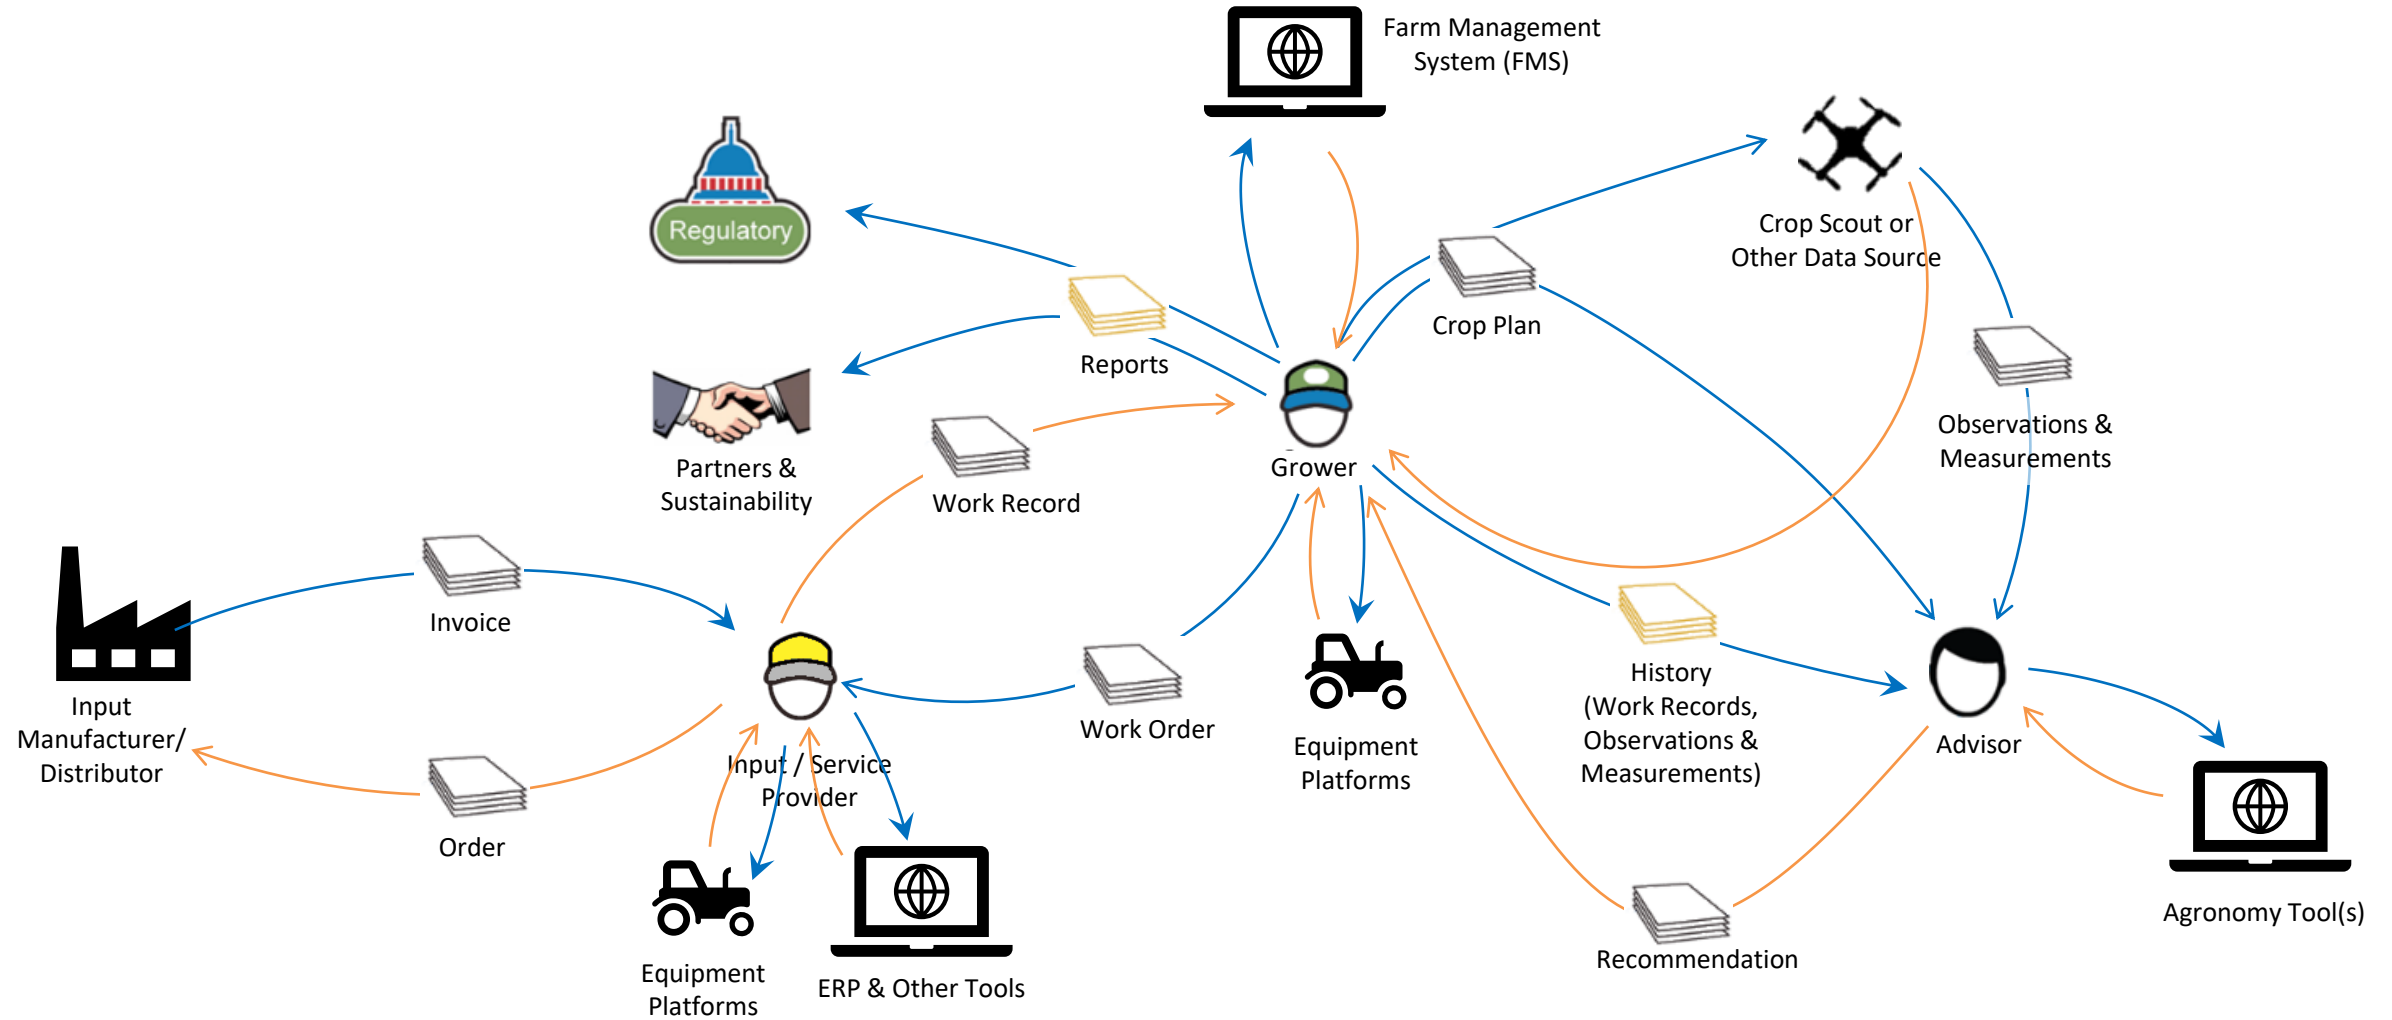 Farm Management
System (FMS)
Regulatory
Crop Scout or
Other Data Source
Crop Plan
Reports
Observations &
Measurements
Partners &
Sustainability
Grower
Work Record
Invoice
Input
Manufacturer/
Distributor
Work Order
History
(Work Records,
Observations &
Measurements)
Equipment
Platforms
Advisor
Input / Service
Provider
Order
Agronomy Tool(s)
Recommendation
Equipment
Platforms
ERP & Other Tools